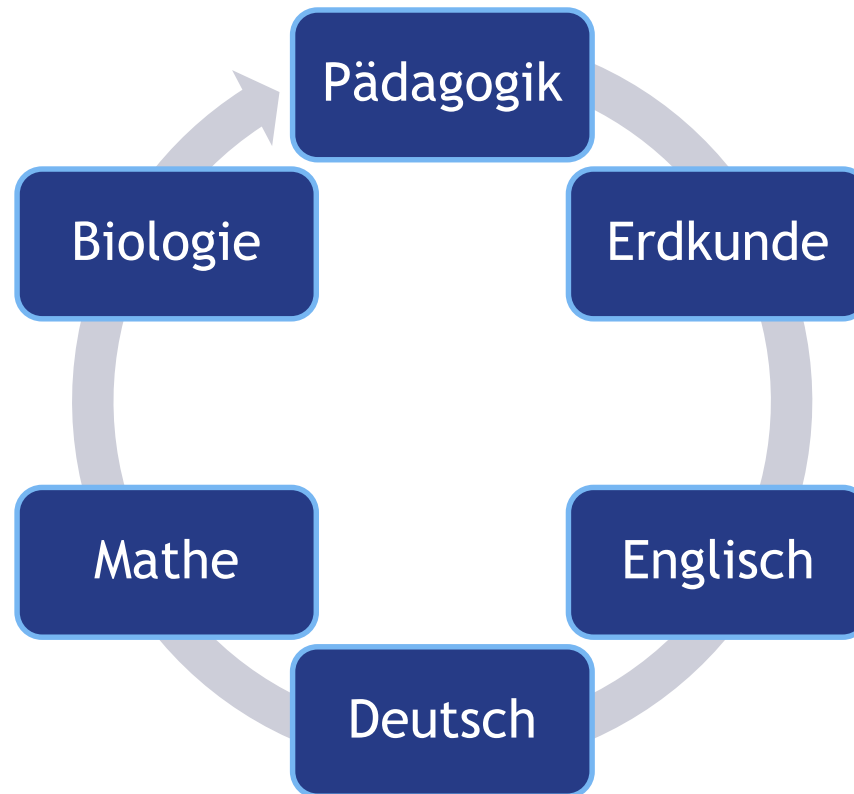 Pädagogik
Erdkunde
Englisch
Deutsch
Mathe
Biologie